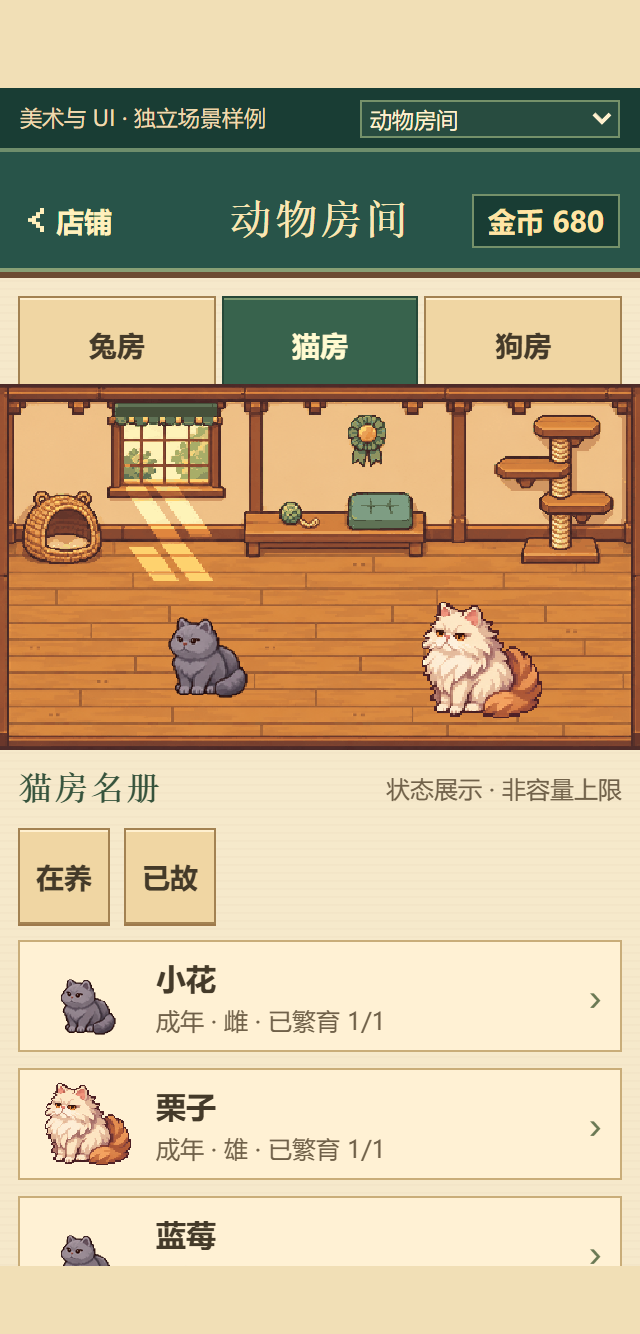 美术与 UI · 独立场景样例
动物房间
店铺
动物房间
金币 680
兔房
猫房
狗房
猫房名册
状态展示 · 非容量上限
在养
已故
小花
成年 · 雌 · 已繁育 1/1
栗子
成年 · 雄 · 已繁育 1/1
蓝莓